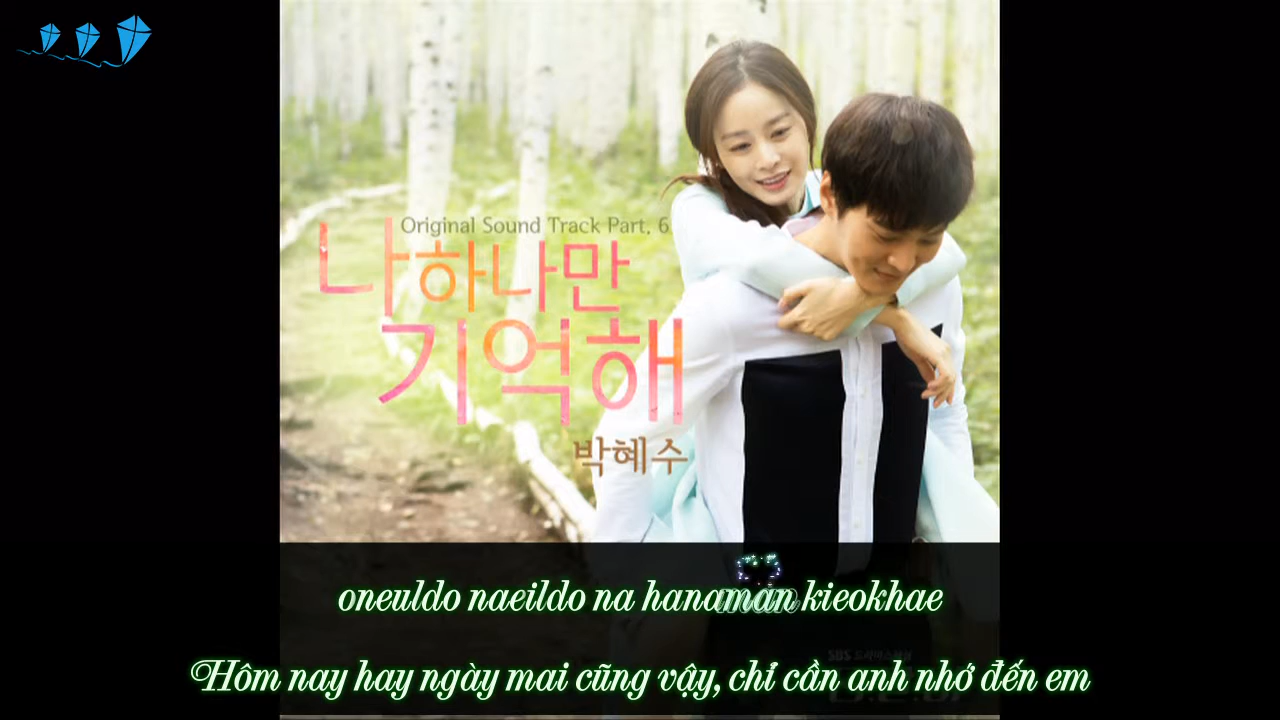 Original Sound Track Part. 6
나 하나만
기억해
박혜수
oneuldo naeildo na hanaman kieokhae
SBS
Hôm nay hay ngày mai cũng vậy, chỉ cần anh nhớ đến em